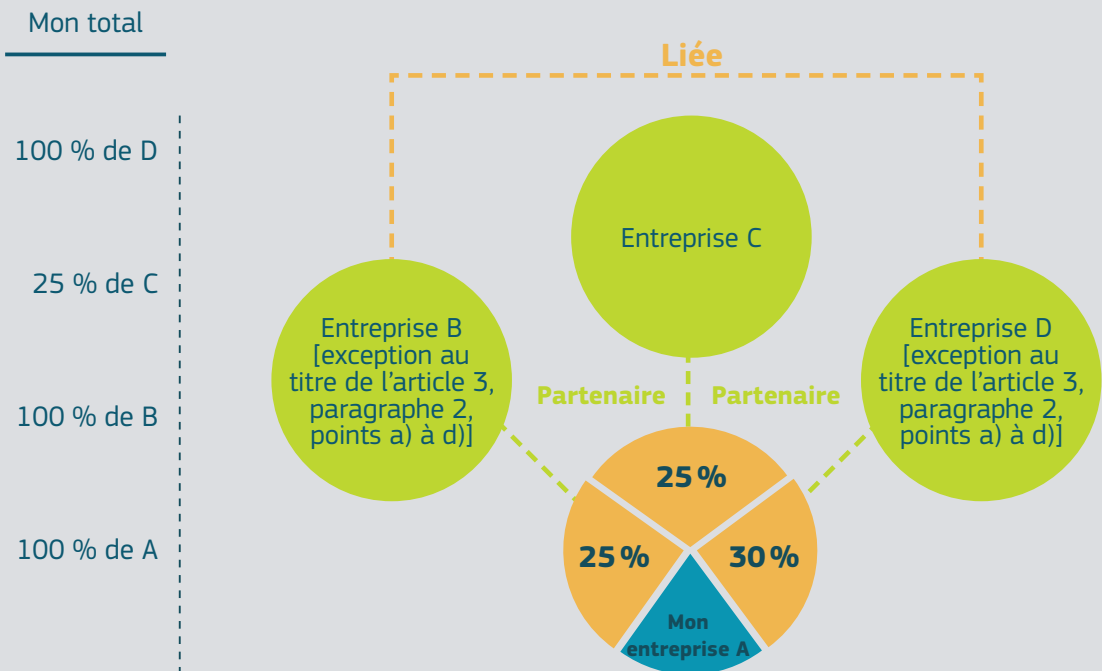 Mon total
100 % de D
25 % de C
100 % de B
100 % de A
Liée
Entreprise C
Entreprise B
[exception au
titre de l'article 3,
paragraphe 2,
points a) à d)]
Partenaire
Partenaire
Entreprise D
[exception au
titre de l'article 3,
paragraphe 2,
points a) à d)]
25 %
25 %
30 %
Mon
entreprise A